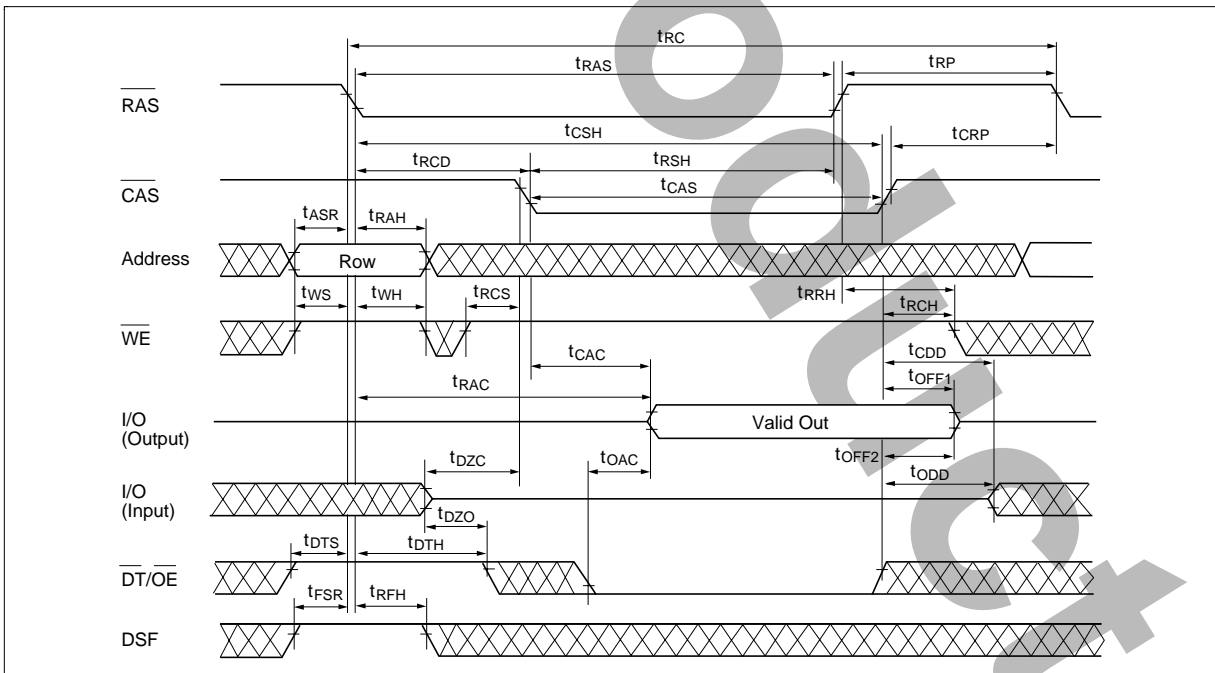 tRC
tRAS tRP
RAS
tCSH tCRP
tRCD tRSH
CAS tCAS
tASR tRAH
Address Row
tRRH
tWS tWH tRCS tRCH
WE
tCDD
tCAC
tOFF1
tRAC
I/O
(Output) Valid Out
tOFF2
tDZC tOAC tODD
I/O
(Input)
tDZO
tDTS tDTH
DT/OE
tFSR tRFH
DSF
oduct